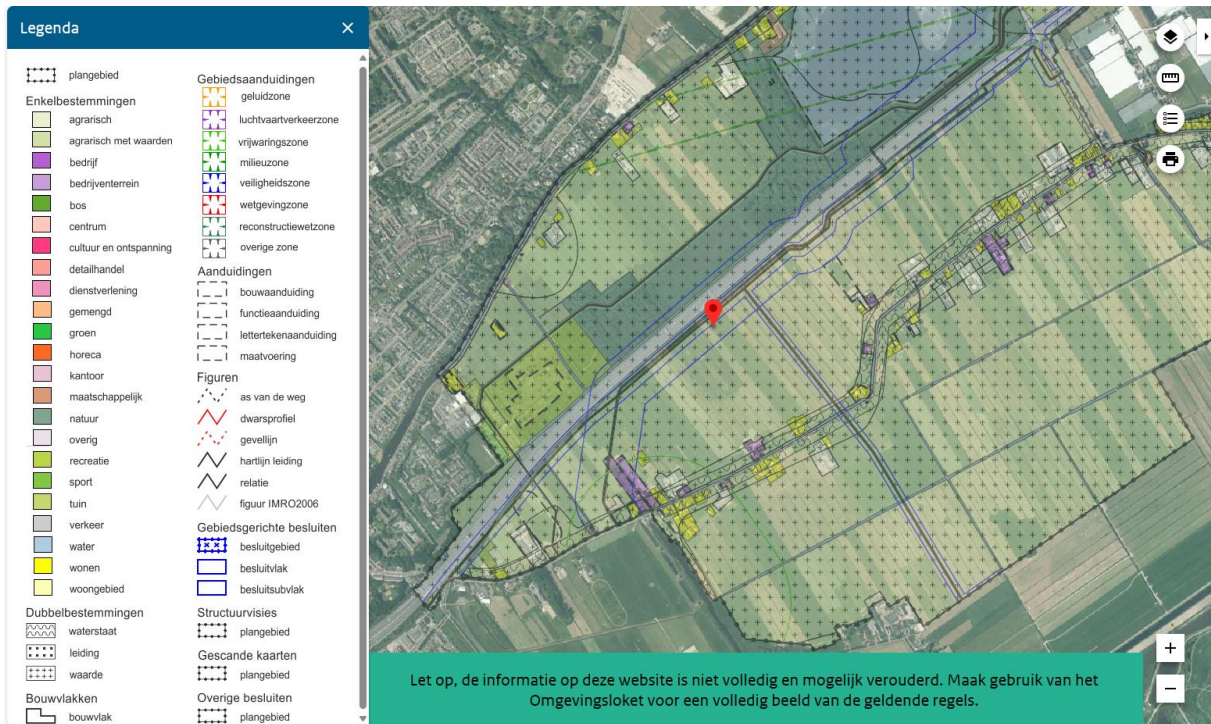 Legenda
plangebied
Enkelbestemmingen
agrarisch
agrarisch met waarden
bedrijf
bedrijventerrein
bos
centrum
cultuur en ontspanning
detailhandel
dienstverlening
gemengd
groen
horeca
kantoor
maatschappelijk
natuur
overig
recreatie
sport
tuin
verkeer
water
wonen
woongebied
Dubbelbestemmingen
waterstaat
leiding
waarde
Bouwvlakken
bouwvlak
Gebiedsaanduidingen
geluidzone
luchtvaartverkeerzone
vrijwaringszone
milieuzone
veiligheidszone
wetgevingzone
reconstructiewetzone
overige zone
Aanduidingen
bouwaanduiding
functieaanduiding
lettertekenaanduiding
maatvoering
Figuren
as van de weg
dwarsprofiel
gevellijn
hartlijn leiding
relatie
figuur IMRO2006
Gebiedsgerichte besluiten
besluitgebied
besluitvlak
besluitsubvlak
Structuurvisies
plangebied
Gescande kaarten
plangebied
Overige besluiten
plangebied
Let op, de informatie op deze website is niet volledig en mogelijk verouderd. Maak gebruik van het
Omgevingsloket voor een volledig beeld van de geldende regels.